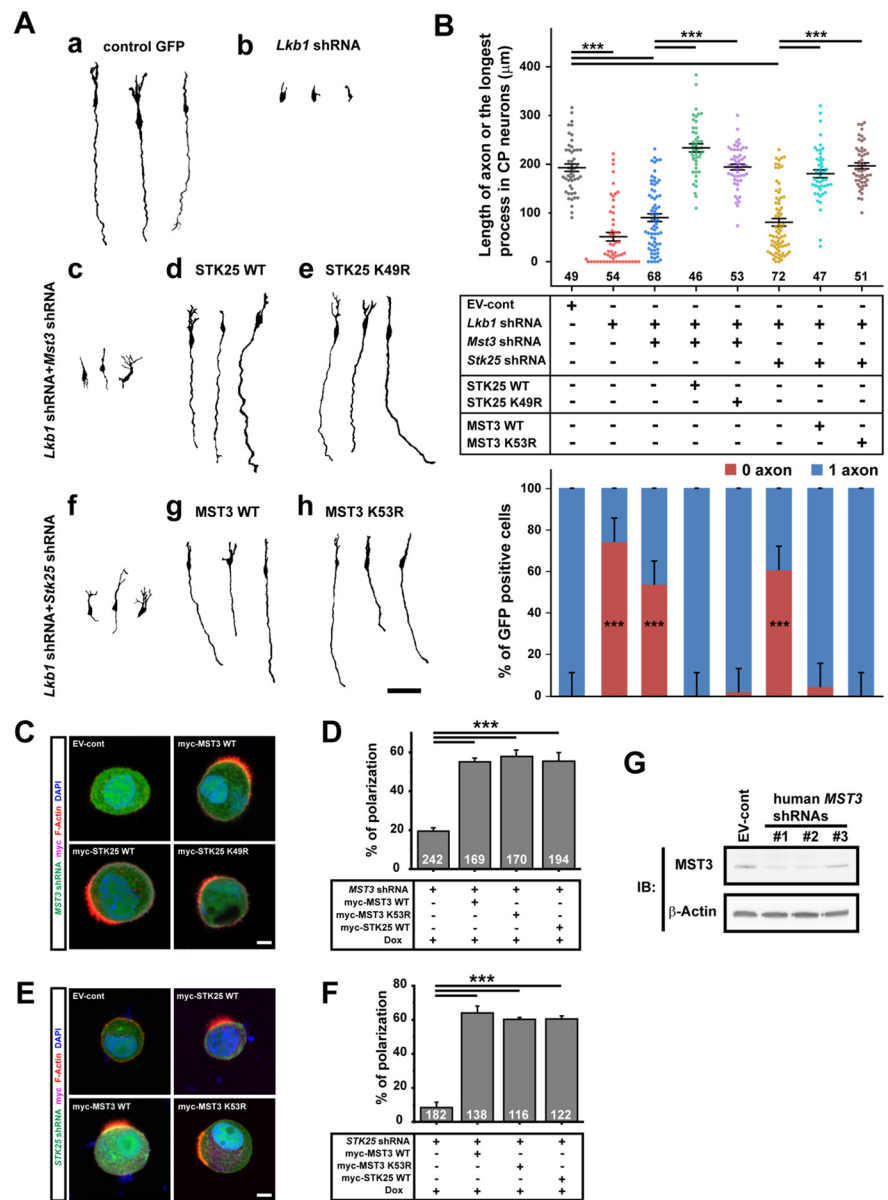 A
a
control GFP
b
Lkb1 shRNA
c
d
STK25 WT
e
STK25 K49R
Lkb1 shRNA+Mst3 shRNA
f
g
MST3 WT
h
MST3 K53R
Lkb1 shRNA+Stk25 shRNA
B
*** *** ***
Length of axon or the longest
process in CP neurons (μm)
400
300
200
100
0
49 54 68 46 53 72 47 51
EV-cont + - - - - - - -
Lkb1 shRNA - + + + + + + +
Mst3 shRNA - - + + + - - -
Stk25 shRNA - - - - - + + +
STK25 WT - - - + - - - -
STK25 K49R - - - - + - - -
MST3 WT - - - - - - + -
MST3 K53R - - - - - - - +
0 axon 1 axon
% of GFP positive cells
100
80
60
40
20
0
*** *** ***
C
MST3 shRNA myc F-Actin DAPI
EV-cont
myc-MST3 WT
myc-STK25 WT
myc-STK25 K49R
D
***
% of polarization
60
40
20
0
242 169 170 194
MST3 shRNA + + + +
myc-MST3 WT - + - -
myc-MST3 K53R - - + -
myc-STK25 WT - - - +
Dox + + + +
E
STK25 shRNA myc F-Actin DAPI
EV-cont
myc-STK25 WT
myc-MST3 WT
myc-MST3 K53R
F
***
% of polarization
80
60
40
20
0
182 138 116 122
STK25 shRNA + + + +
myc-MST3 WT - + - -
myc-MST3 K53R - - + -
myc-STK25 WT - - - +
Dox + + + +
G
EV-cont
human MST3
shRNAs
#1 #2 #3
IB:
MST3
β-Actin